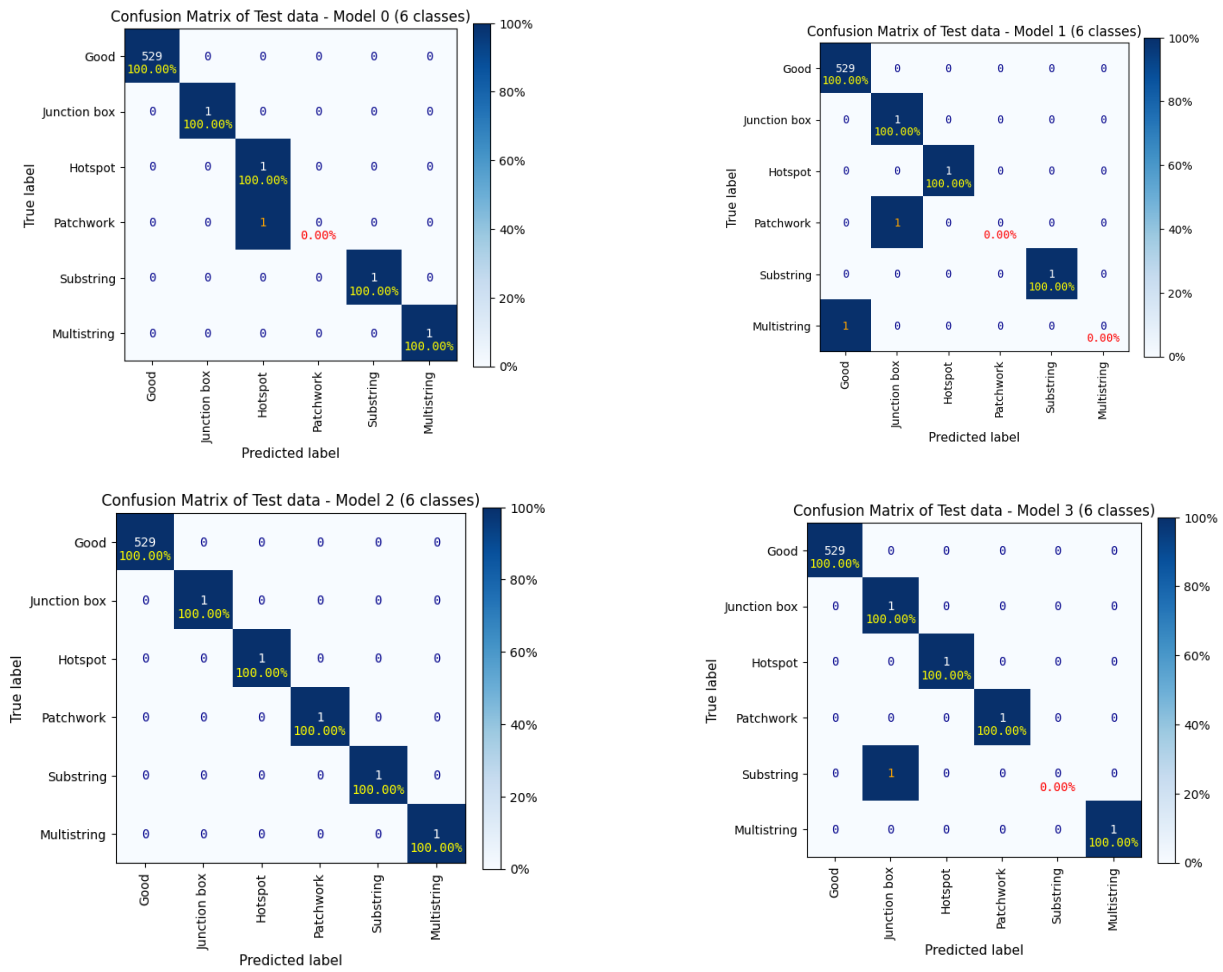 Confusion Matrix of Test data - Model 0 (6 classes)
True label
Good 529 0 0 0 0 0
100.00%
Junction box 0 1 0 0 0 0
100.00%
Hotspot 0 0 1 0 0 0
100.00%
Patchwork 0 0 1 0 0 0
0.00%
Substring 0 0 0 0 1 0
100.00%
Multistring 0 0 0 0 0 1
100.00%
Good Junction box Hotspot Patchwork Substring Multistring
Predicted label
100%
80%
60%
40%
20%
0%
Confusion Matrix of Test data - Model 1 (6 classes)
True label
Good 529 0 0 0 0 0
100.00%
Junction box 0 1 0 0 0 0
100.00%
Hotspot 0 0 1 0 0 0
100.00%
Patchwork 0 1 0 0 0 0
0.00%
Substring 0 0 0 0 1 0
100.00%
Multistring 1 0 0 0 0 0
0.00%
Good Junction box Hotspot Patchwork Substring Multistring
Predicted label
100%
80%
60%
40%
20%
0%
Confusion Matrix of Test data - Model 2 (6 classes)
True label
Good 529 0 0 0 0 0
100.00%
Junction box 0 1 0 0 0 0
100.00%
Hotspot 0 0 1 0 0 0
100.00%
Patchwork 0 0 0 1 0 0
100.00%
Substring 0 0 0 0 1 0
100.00%
Multistring 0 0 0 0 0 1
100.00%
Good Junction box Hotspot Patchwork Substring Multistring
Predicted label
100%
80%
60%
40%
20%
0%
Confusion Matrix of Test data - Model 3 (6 classes)
True label
Good 529 0 0 0 0 0
100.00%
Junction box 0 1 0 0 0 0
100.00%
Hotspot 0 0 1 0 0 0
100.00%
Patchwork 0 0 0 1 0 0
100.00%
Substring 0 1 0 0 0 0
0.00%
Multistring 0 0 0 0 0 1
100.00%
Good Junction box Hotspot Patchwork Substring Multistring
Predicted label
100%
80%
60%
40%
20%
0%